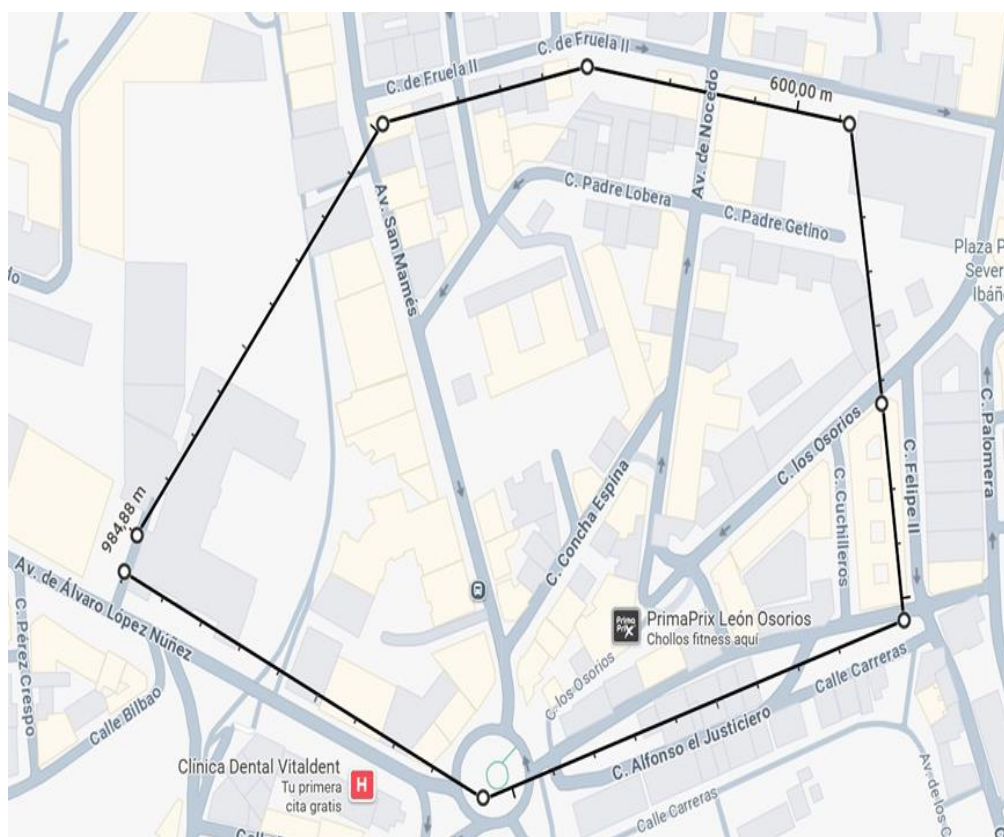 C. de Fruela II
C. de Fruela II
600,00 m
Av. de Nocedo
Av. San Mamés
C. Padre Lobera
C. Padre Getino
Plaza P
Sever
Ibáñ
do
C. los Osorios
C. Palomera
C. Felipe II
C. Cuchilleros
C. Concha Espina
984,88 m
Av. de Álvaro López Núñez
C. Pérez Crespo
Calle Bilbao
Prima
PriX
PrimaPrix León Osorios
Chollos fitness aquí
C. los Osorios
Calle Carreras
C. Alfonso el Justiciero
Clínica Dental Vitaldent
Tu primera
cita gratis
H
Calle Carreras
Av. de los C